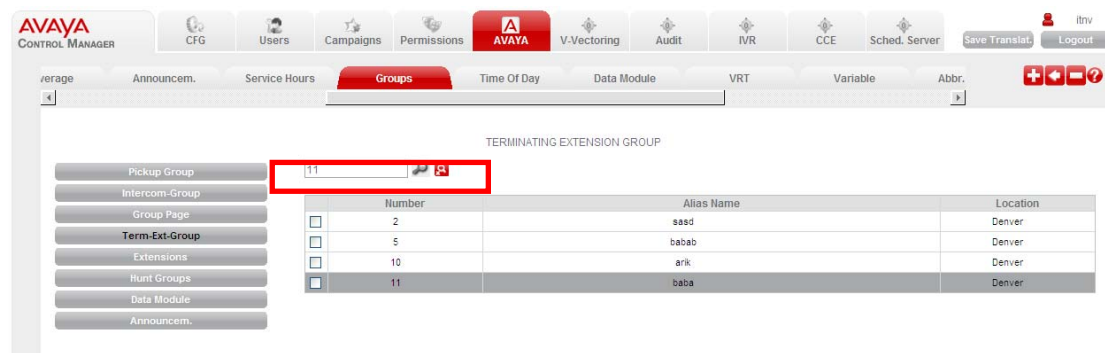 AVAYA
CONTROL MANAGER
CFG Users Campaigns Permissions AVAYA V-Vectoring Audit IVR CCE Sched. Server
itnv
Save Translat. Logout
verage Announcem. Service Hours Groups Time Of Day Data Module VRT Variable Abbr.
TERMINATING EXTENSION GROUP
11
Pickup Group
Intercom-Group
Group Page
Term-Ext-Group
Extensions
Hunt Groups
Data Module
Announcem.
Number Alias Name Location
2 sasd Denver
5 babab Denver
10 arik Denver
11 baba Denver